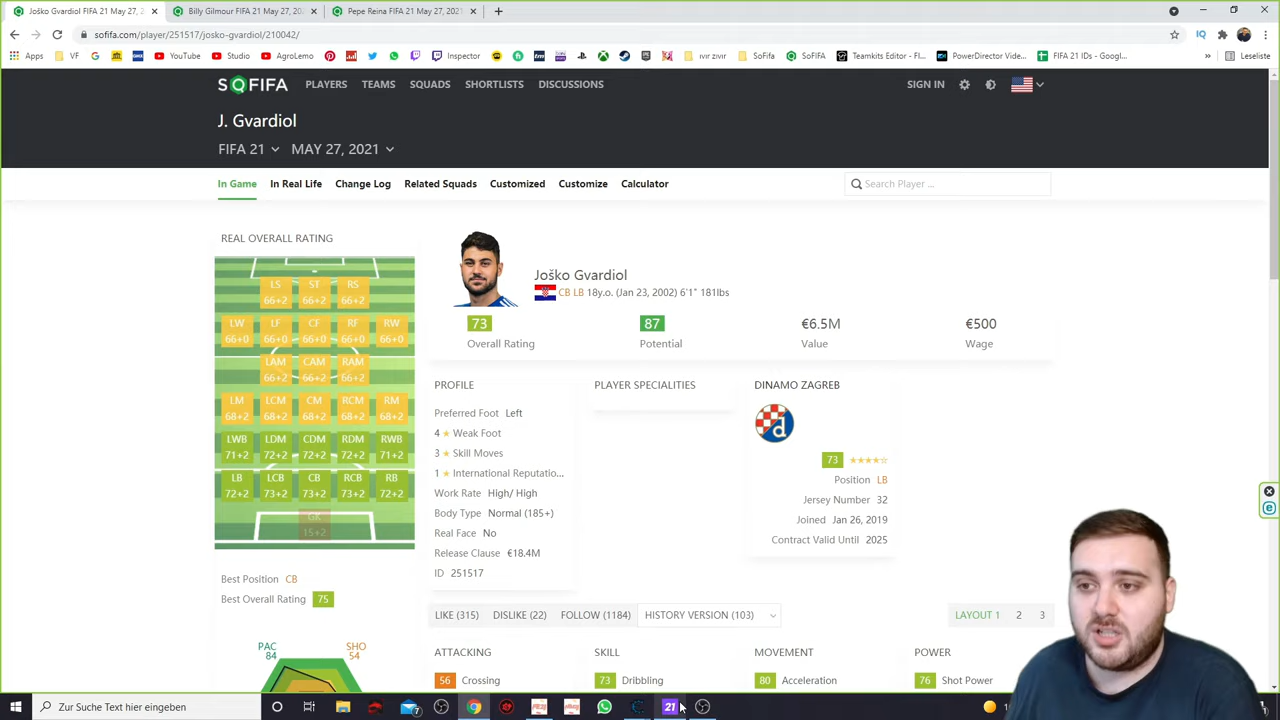 Joško Gvardiol FIFA 21 May 27, 2
Billy Gilmour FIFA 21 May 27, 202
Pepe Reina FIFA 21 May 27, 2021
sofifa.com/player/251517/josko-gvardiol/210042/
Apps
VF
YouTube
Studio
AgroLemo
Inspector
ıvır zıvır
SoFifa
SoFIFA
Teamkits Editor - Fl...
PowerDirector Vide...
FIFA 21 IDs - Googl...
Leseliste
SOFIFA PLAYERS TEAMS SQUADS SHORTLISTS DISCUSSIONS SIGN IN
J. Gvardiol
FIFA 21 MAY 27, 2021
In Game In Real Life Change Log Related Squads Customized Customize Calculator Search Player ...
REAL OVERALL RATING
LS ST RS
66+2 66+2 66+2
LW LF CF RF RW
66+0 66+0 66+0 66+0 66+0
LAM CAM RAM
66+2 66+2 66+2
LM LCM CM RCM RM
68+2 68+2 68+2 68+2 68+2
LWB LDM CDM RDM RWB
71+2 72+2 72+2 72+2 71+2
LB LCB CB RCB RB
72+2 73+2 73+2 73+2 72+2
GK
15+2
Best Position CB
Best Overall Rating 75
PAC SHO
84 54
Joško Gvardiol
CB LB 18y.o. (Jan 23, 2002) 6'1" 181lbs
73 87 €6.5M €500
Overall Rating Potential Value Wage
PROFILE
Preferred Foot Left
4 ★ Weak Foot
3 ★ Skill Moves
1 ★ International Reputatio...
Work Rate High/ High
Body Type Normal (185+)
Real Face No
Release Clause €18.4M
ID 251517
PLAYER SPECIALITIES
DINAMO ZAGREB
73 ★★★★☆
Position LB
Jersey Number 32
Joined Jan 26, 2019
Contract Valid Until 2025
LIKE (315) DISLIKE (22) FOLLOW (1184) HISTORY VERSION (103) LAYOUT 1 2 3
ATTACKING SKILL MOVEMENT POWER
56 Crossing 73 Dribbling 80 Acceleration 76 Shot Power
Zur Suche Text hier eingeben
7
21